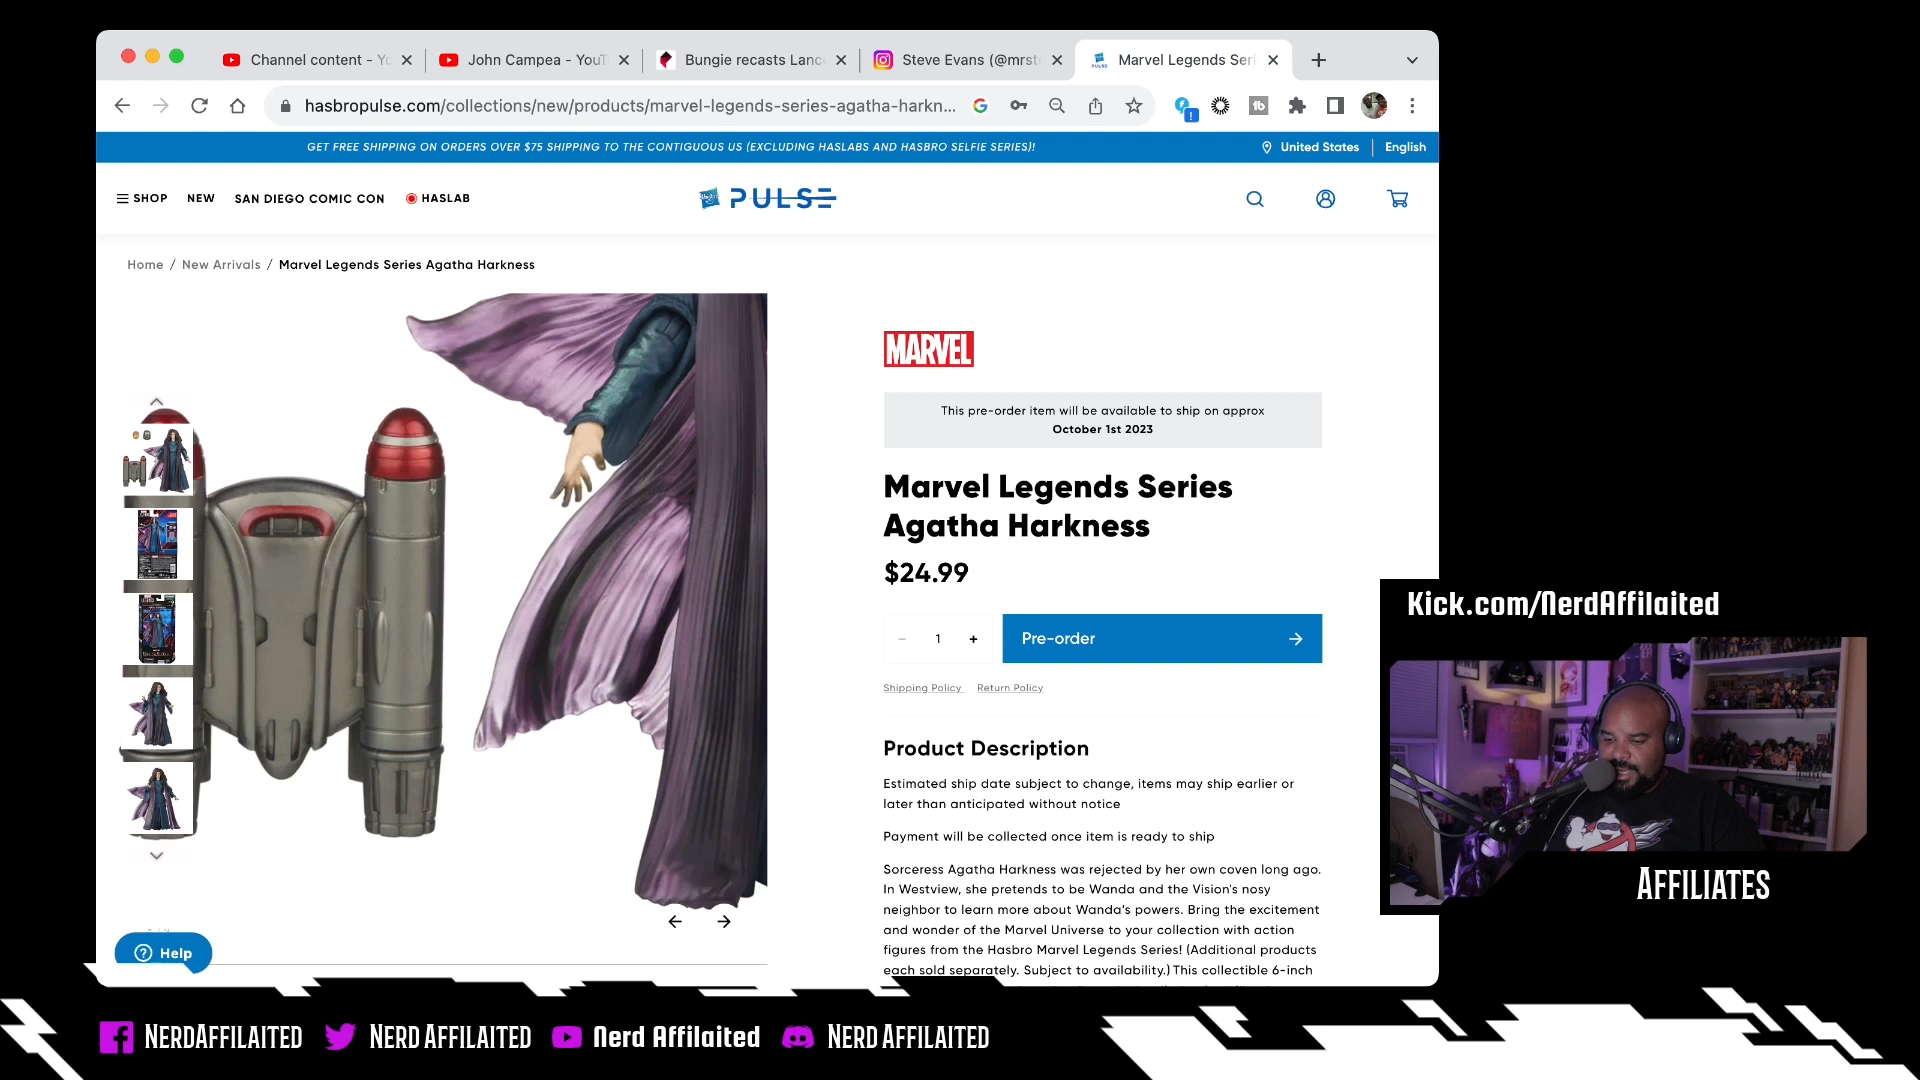 Channel content - Yo
John Campea - YouT
Bungie recasts Lanc
Steve Evans (@mrst
Marvel Legends Seri
hasbropulse.com/collections/new/products/marvel-legends-series-agatha-harkn...
GET FREE SHIPPING ON ORDERS OVER $75 SHIPPING TO THE CONTIGUOUS US (EXCLUDING HASLABS AND HASBRO SELFIE SERIES)!
United States
English
SHOP
NEW
SAN DIEGO COMIC CON
HASLAB
PULSE
Home / New Arrivals / Marvel Legends Series Agatha Harkness
MARVEL
This pre-order item will be available to ship on approx
October 1st 2023
Marvel Legends Series
Agatha Harkness
$24.99
- 1 +
Pre-order
Shipping Policy
Return Policy
Product Description
Estimated ship date subject to change, items may ship earlier or
later than anticipated without notice
Payment will be collected once item is ready to ship
Sorceress Agatha Harkness was rejected by her own coven long ago.
In Westview, she pretends to be Wanda and the Vision's nosy
neighbor to learn more about Wanda's powers. Bring the excitement
and wonder of the Marvel Universe to your collection with action
figures from the Hasbro Marvel Legends Series! (Additional products
each sold separately. Subject to availability.) This collectible 6-inch
Help
Kick.com/NerdAffilaited
AFFILIATES
NERDAFFILAITED
NERD AFFILAITED
Nerd Affilaited
NERD AFFILAITED